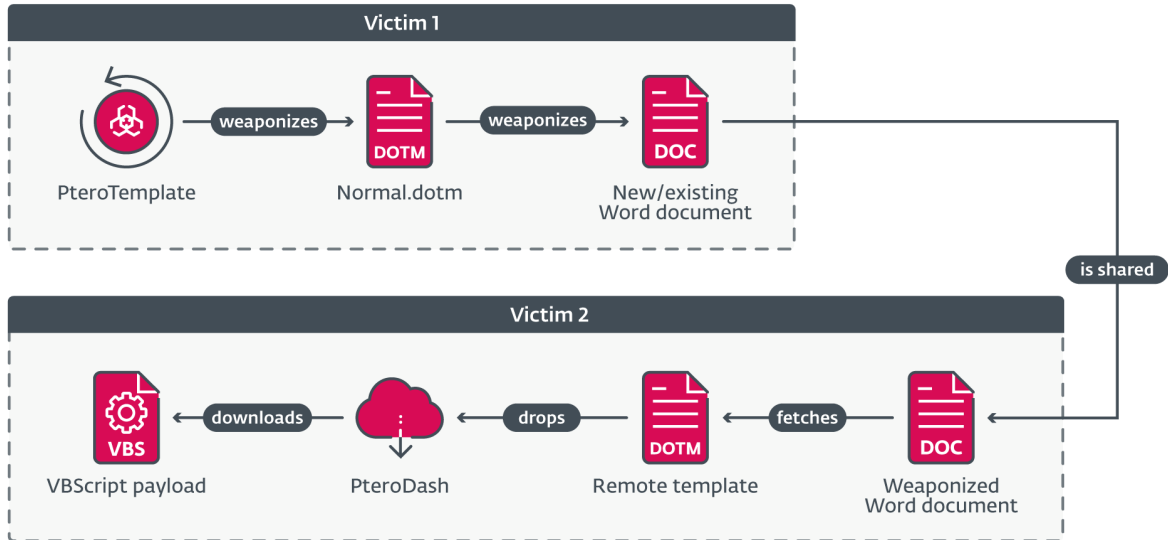 Victim 1
weaponizes
weaponizes
DOTM
DOC
PteroTemplate
Normal.dotm
New/existing
Word document
is shared
Victim 2
downloads
drops
fetches
VBS
DOTM
DOC
VBScript payload
PteroDash
Remote template
Weaponized
Word document